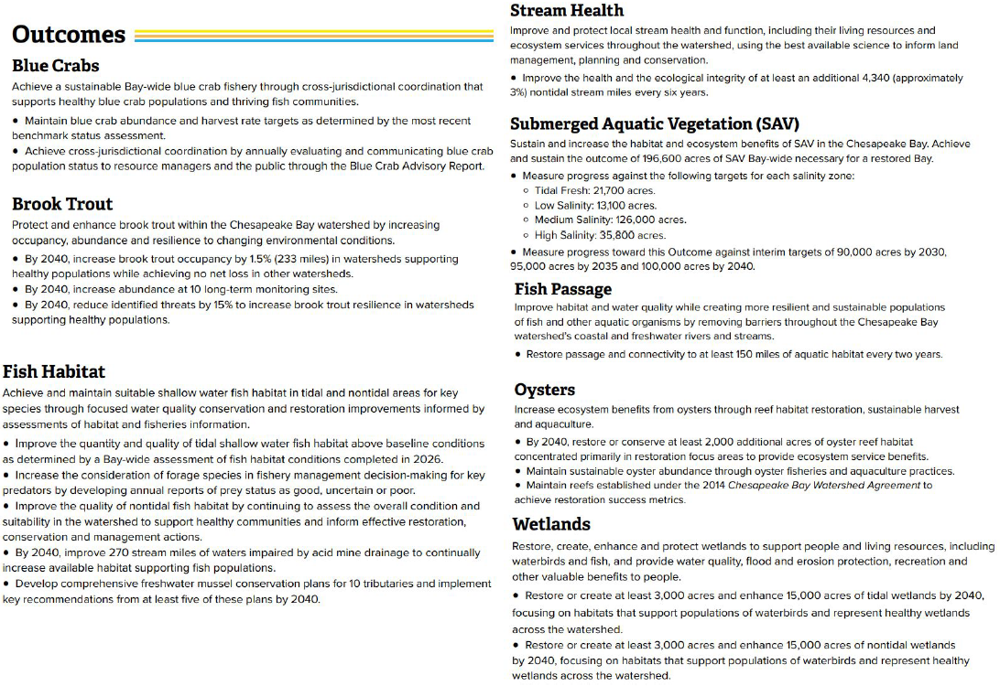 Outcomes
Blue Crabs
Achieve a sustainable Bay-wide blue crab fishery through cross-jurisdictional coordination that
supports healthy blue crab populations and thriving fish communities.
● Maintain blue crab abundance and harvest rate targets as determined by the most recent
benchmark status assessment.
● Achieve cross-jurisdictional coordination by annually evaluating and communicating blue crab
population status to resource managers and the public through the Blue Crab Advisory Report.
Brook Trout
Protect and enhance brook trout within the Chesapeake Bay watershed by increasing
occupancy, abundance and resilience to changing environmental conditions.
● By 2040, increase brook trout occupancy by 1.5% (233 miles) in watersheds supporting
healthy populations while achieving no net loss in other watersheds.
● By 2040, increase abundance at 10 long-term monitoring sites.
● By 2040, reduce identified threats by 15% to increase brook trout resilience in watersheds
supporting healthy populations.
Fish Habitat
Achieve and maintain suitable shallow water fish habitat in tidal and nontidal areas for key
species through focused water quality conservation and restoration improvements informed by
assessments of habitat and fisheries information.
● Improve the quantity and quality of tidal shallow water fish habitat above baseline conditions
as determined by a Bay-wide assessment of fish habitat conditions completed in 2026.
● Increase the consideration of forage species in fishery management decision-making for key
predators by developing annual reports of prey status as good, uncertain or poor.
● Improve the quality of nontidal fish habitat by continuing to assess the overall condition and
suitability in the watershed to support healthy communities and inform effective restoration,
conservation and management actions.
● By 2040, improve 270 stream miles of waters impaired by acid mine drainage to continually
increase available habitat supporting fish populations.
● Develop comprehensive freshwater mussel conservation plans for 10 tributaries and implement
key recommendations from at least five of these plans by 2040.
Stream Health
Improve and protect local stream health and function, including their living resources and
ecosystem services throughout the watershed, using the best available science to inform land
management, planning and conservation.
● Improve the health and the ecological integrity of at least an additional 4,340 (approximately
3%) nontidal stream miles every six years.
Submerged Aquatic Vegetation (SAV)
Sustain and increase the habitat and ecosystem benefits of SAV in the Chesapeake Bay. Achieve
and sustain the outcome of 196,600 acres of SAV Bay-wide necessary for a restored Bay.
● Measure progress against the following targets for each salinity zone:
○ Tidal Fresh: 21,700 acres.
○ Low Salinity: 13,100 acres.
○ Medium Salinity: 126,000 acres.
○ High Salinity: 35,800 acres.
● Measure progress toward this Outcome against interim targets of 90,000 acres by 2030,
95,000 acres by 2035 and 100,000 acres by 2040.
Fish Passage
Improve habitat and water quality while creating more resilient and sustainable populations
of fish and other aquatic organisms by removing barriers throughout the Chesapeake Bay
watershed's coastal and freshwater rivers and streams.
● Restore passage and connectivity to at least 150 miles of aquatic habitat every two years.
Oysters
Increase ecosystem benefits from oysters through reef habitat restoration, sustainable harvest
and aquaculture.
● By 2040, restore or conserve at least 2,000 additional acres of oyster reef habitat
concentrated primarily in restoration focus areas to provide ecosystem service benefits.
● Maintain sustainable oyster abundance through oyster fisheries and aquaculture practices.
● Maintain reefs established under the 2014 Chesapeake Bay Watershed Agreement to
achieve restoration success metrics.
Wetlands
Restore, create, enhance and protect wetlands to support people and living resources, including
waterbirds and fish, and provide water quality, flood and erosion protection, recreation and
other valuable benefits to people.
● Restore or create at least 3,000 acres and enhance 15,000 acres of tidal wetlands by 2040,
focusing on habitats that support populations of waterbirds and represent healthy wetlands
across the watershed.
● Restore or create at least 3,000 acres and enhance 15,000 acres of nontidal wetlands
by 2040, focusing on habitats that support populations of waterbirds and represent healthy
wetlands across the watershed.